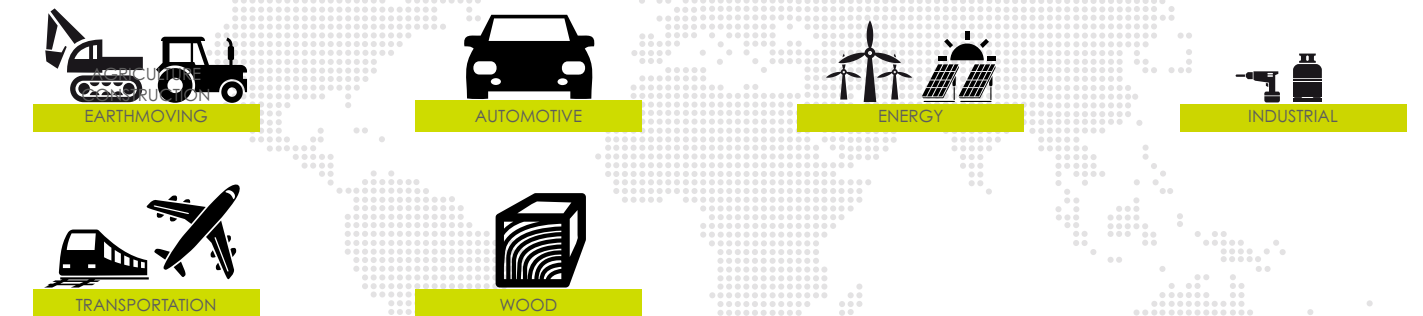 AGRICULTURE
CONSTRUCTION
EARTHMOVING
AUTOMOTIVE
ENERGY
INDUSTRIAL
TRANSPORTATION
WOOD